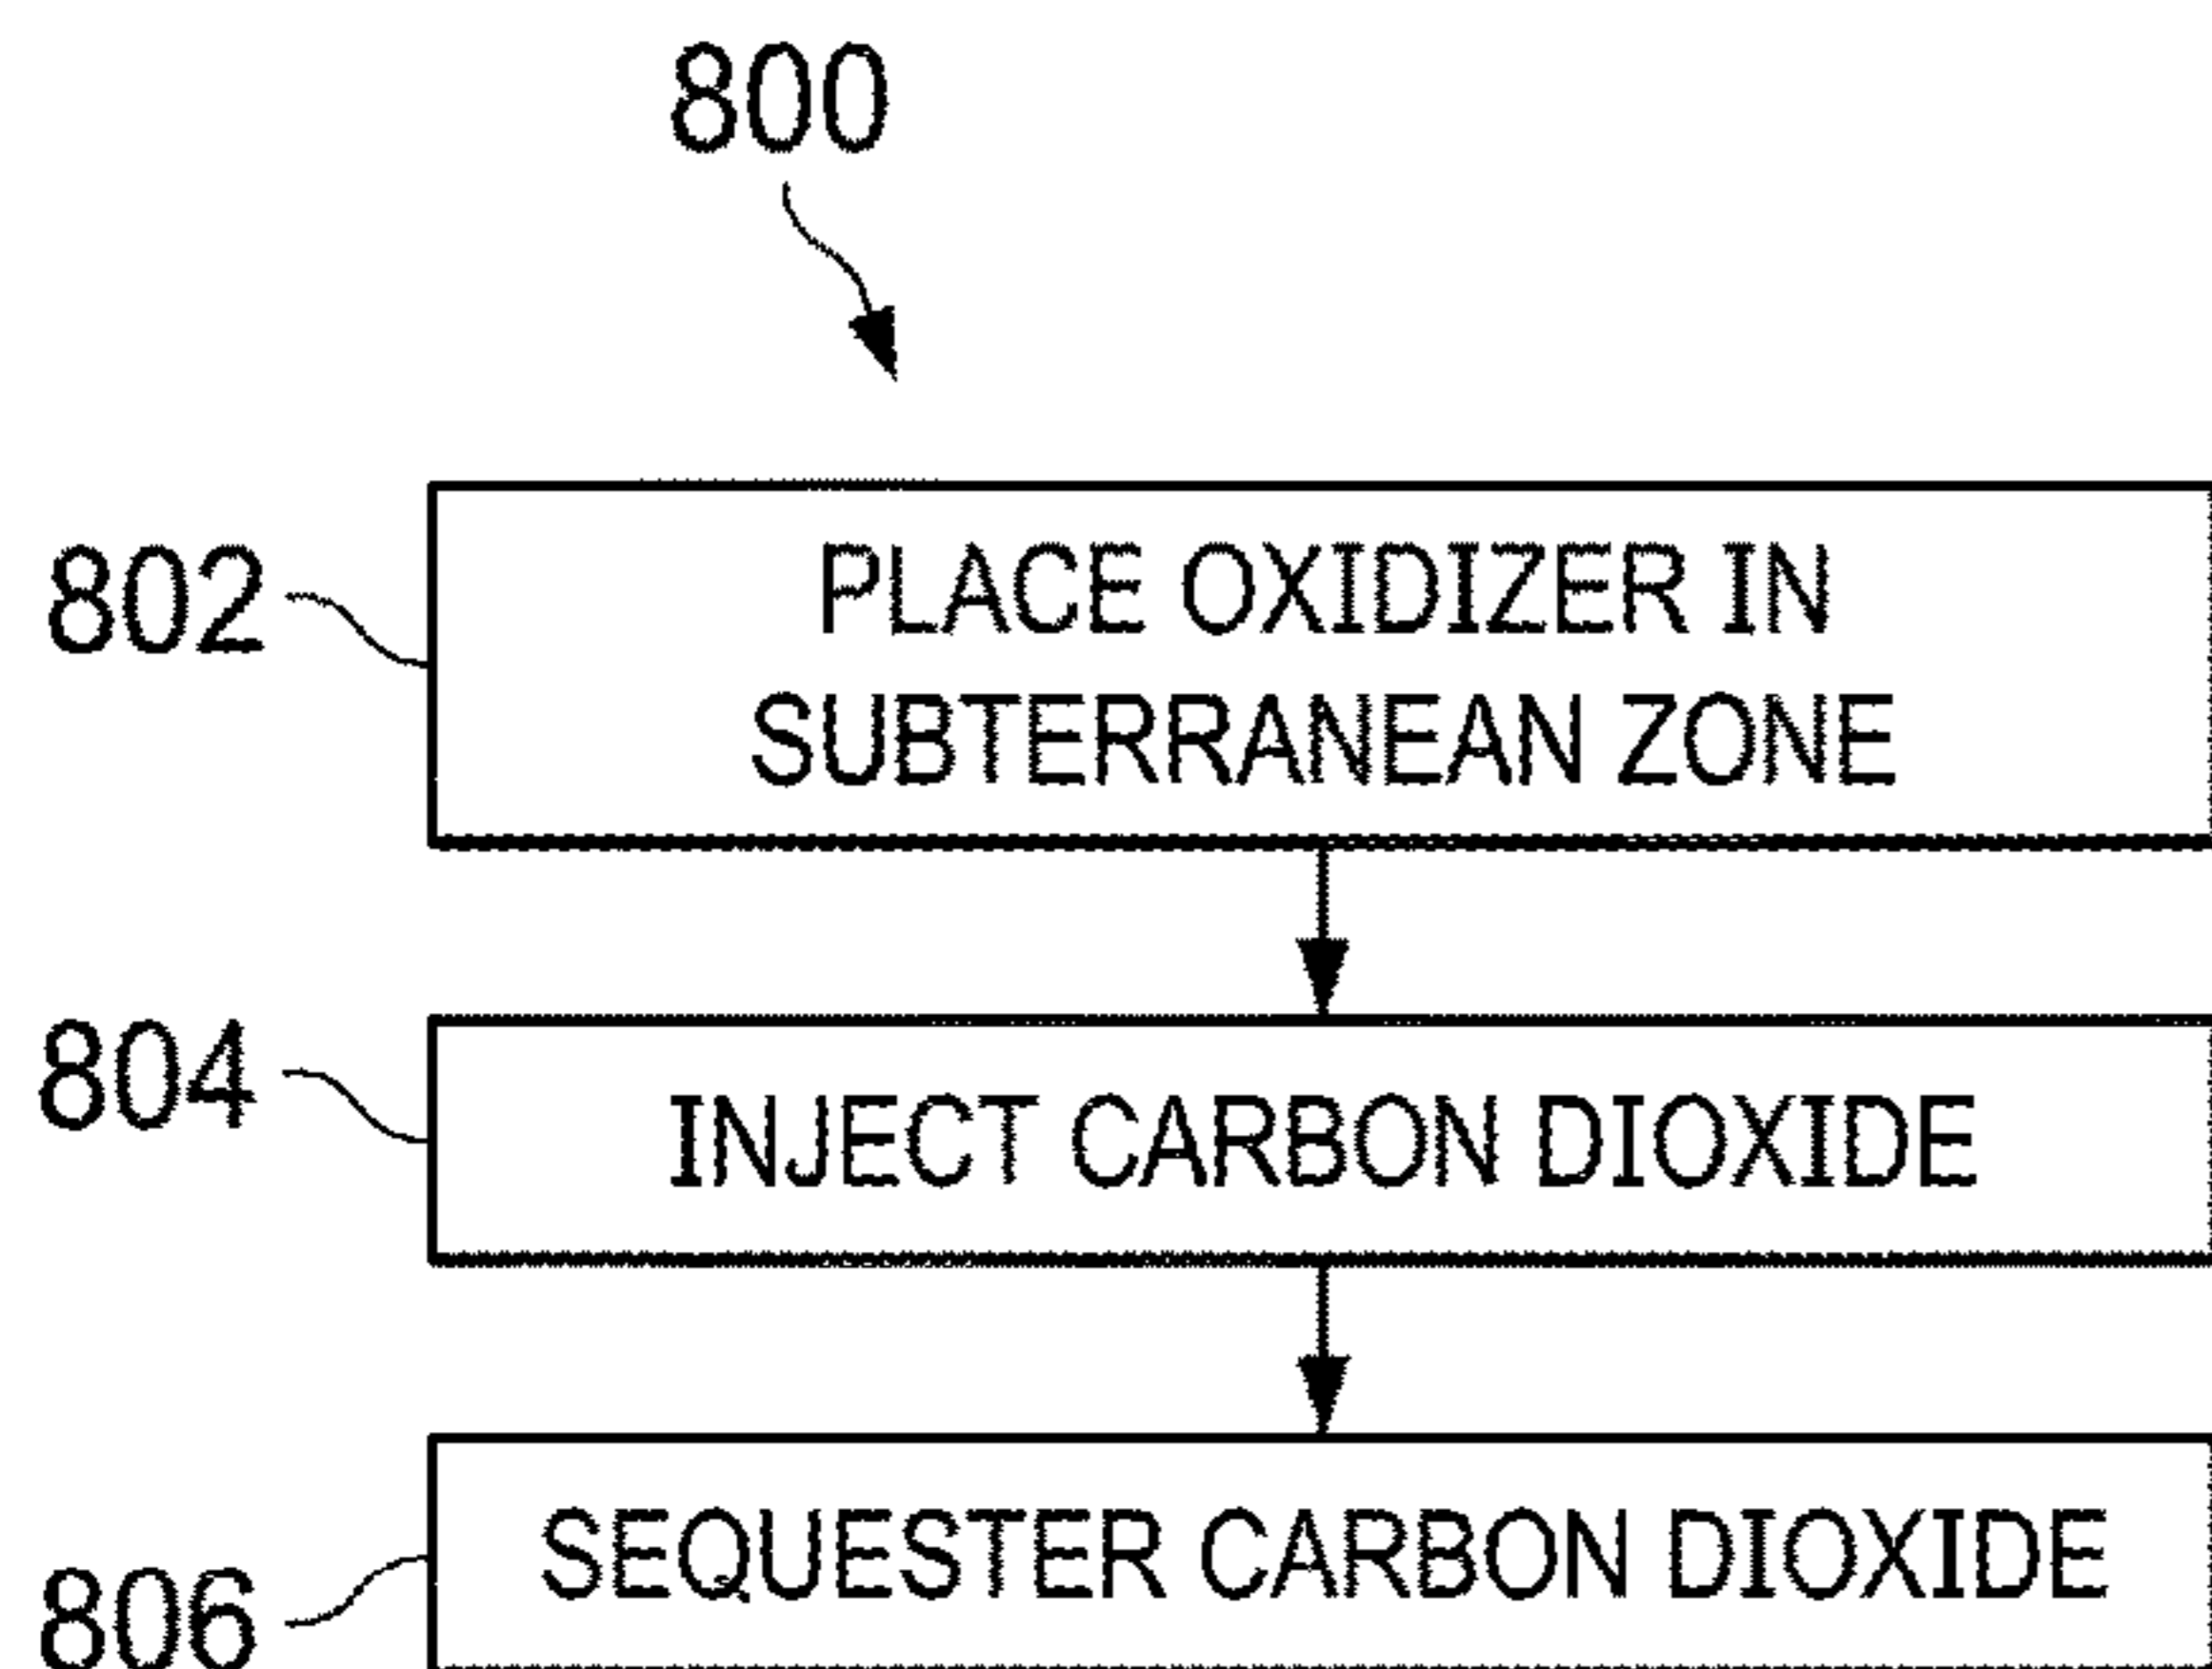 800
802
PLACE OXIDIZER IN
SUBTERRANEAN ZONE
804
INJECT CARBON DIOXIDE
SEQUESTER CARBON DIOXIDE
806